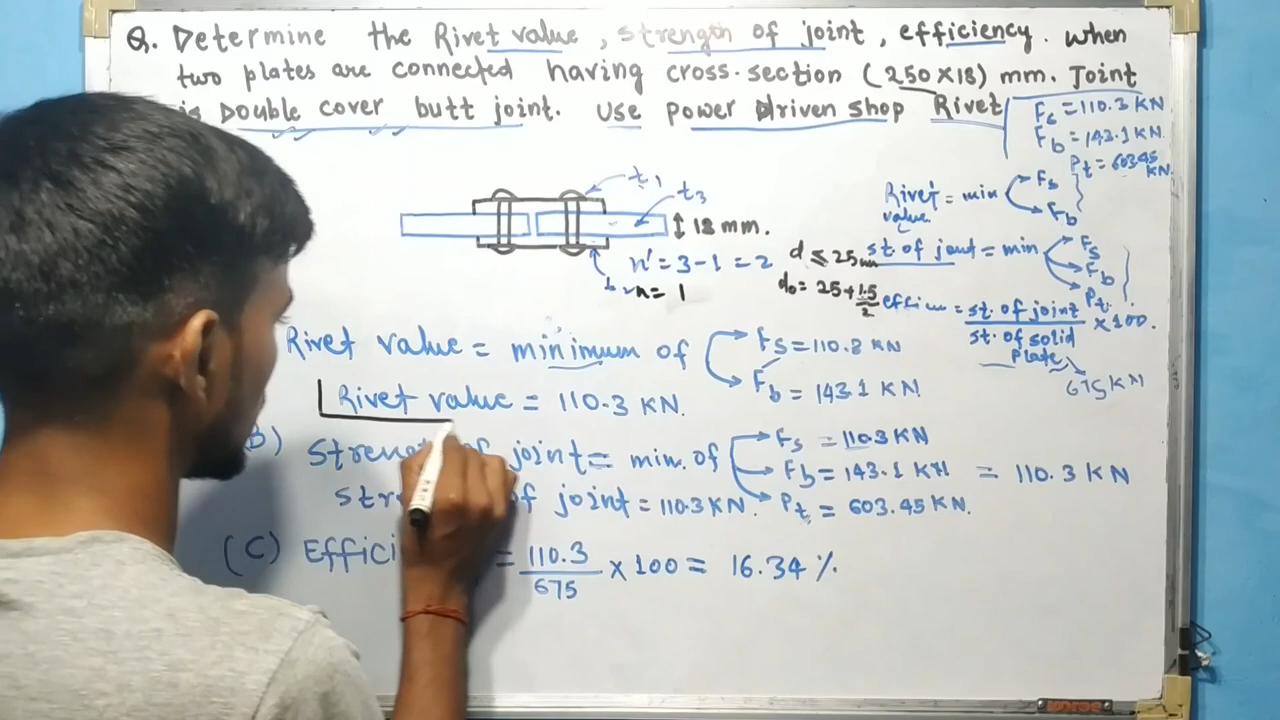 Q. Determine the Rivet value, strength of joint, efficiency. when
two plates are connected having cross-section (250×18) mm. Joint
is Double cover butt joint. Use power Driven shop Rivet
Fs = 110.3 KN
Fb = 143.1 KN.
Pt = 603.45 KN.
t1
t3
18 mm.
n' = 3-1 = 2
n = 1
d ≤ 25mm
do = 25 + 1.5/2
Rivet value = min Fs Fb
st. of jont = min Fs Fb Pt.
efficien = st. of joint / st. of solid plate × 100.
675 KN
Rivet value = minimum of Fs = 110.3 KN
Fb = 143.1 KN
Rivet value = 110.3 KN.
(B) Strength of joint = min. of Fs = 110.3 KN
Fb = 143.1 KN = 110.3 KN
of joint = 110.3 KN. Pt = 603.45 KN.
(C) Effici = 110.3/675 × 100 = 16.34 %.